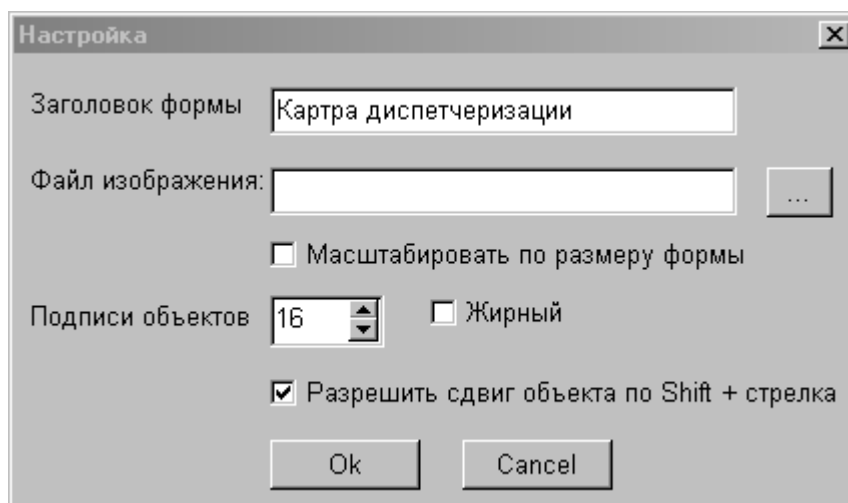 Настройка
Заголовок формы Картра диспетчеризации
Файл изображения: ...
Масштабировать по размеру формы
Подписи объектов 16 Жирный
Разрешить сдвиг объекта по Shift + стрелка
Ok Cancel